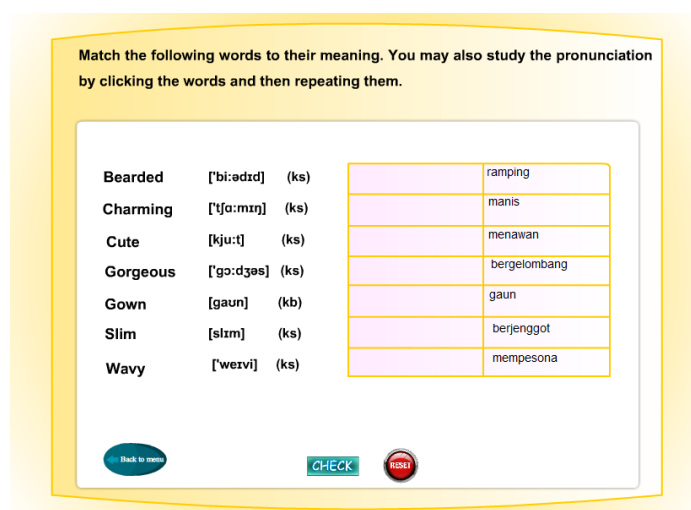 Match the following words to their meaning. You may also study the pronunciation
by clicking the words and then repeating them.
Bearded ['bi:ədɪd] (ks) ramping
Charming ['tʃɑ:mɪŋ] (ks) manis
Cute [kju:t] (ks) menawan
Gorgeous ['gɔ:dʒəs] (ks) bergelombang
Gown [gaʊn] (kb) gaun
Slim [slɪm] (ks) berjenggot
Wavy ['weɪvi] (ks) mempesona
Back to menu CHECK RESET